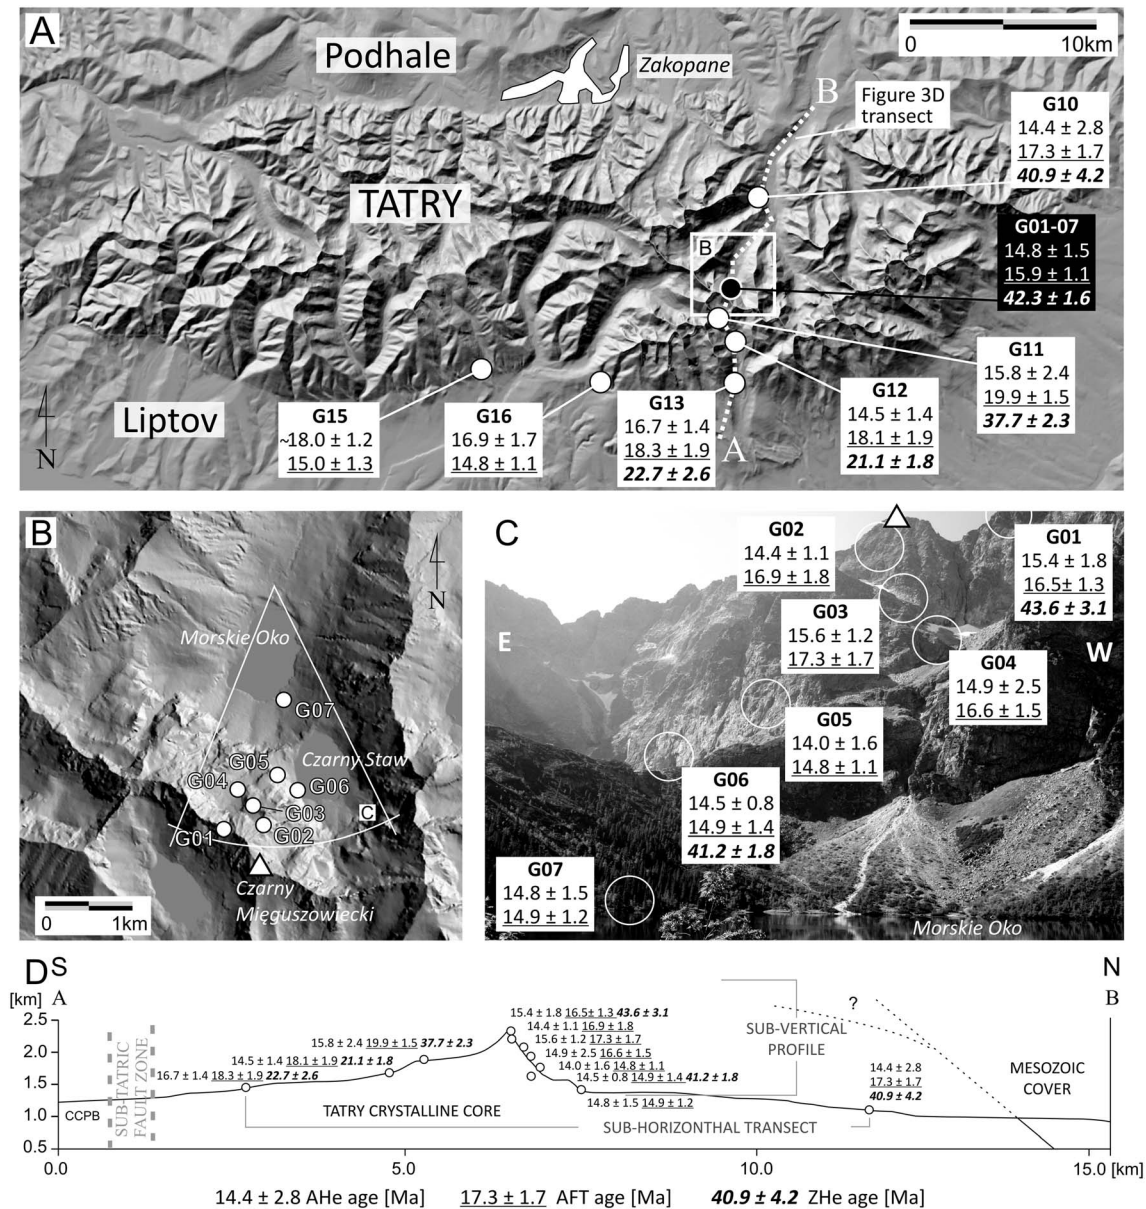 A
Podhale
Zakopane
0 10km
B
Figure 3D
transect
G10
14.4 ± 2.8
17.3 ± 1.7
40.9 ± 4.2
TATRY
B
G01-07
14.8 ± 1.5
15.9 ± 1.1
42.3 ± 1.6
G11
15.8 ± 2.4
19.9 ± 1.5
37.7 ± 2.3
G12
14.5 ± 1.4
18.1 ± 1.9
21.1 ± 1.8
G13
16.7 ± 1.4
18.3 ± 1.9
22.7 ± 2.6
A
G16
16.9 ± 1.7
14.8 ± 1.1
G15
~18.0 ± 1.2
15.0 ± 1.3
Liptov
N
B
N
Morskie Oko
G07
G05
Czarny Staw
G04
G06
G03
C
G01
G02
Czarny
Mięguszowiecki
0 1km
C
G02
14.4 ± 1.1
16.9 ± 1.8
G01
15.4 ± 1.8
16.5± 1.3
43.6 ± 3.1
G03
15.6 ± 1.2
17.3 ± 1.7
E
W
G04
14.9 ± 2.5
16.6 ± 1.5
G05
14.0 ± 1.6
14.8 ± 1.1
G06
14.5 ± 0.8
14.9 ± 1.4
41.2 ± 1.8
G07
14.8 ± 1.5
14.9 ± 1.2
Morskie Oko
D
S
N
[km]
A
B
2.5
2.0
1.5
1.0
0.5
15.4 ± 1.8 16.5± 1.3 43.6 ± 3.1
14.4 ± 1.1 16.9 ± 1.8
15.6 ± 1.2 17.3 ± 1.7
14.9 ± 2.5 16.6 ± 1.5
14.0 ± 1.6 14.8 ± 1.1
14.5 ± 0.8 14.9 ± 1.4 41.2 ± 1.8
14.8 ± 1.5 14.9 ± 1.2
15.8 ± 2.4 19.9 ± 1.5 37.7 ± 2.3
14.5 ± 1.4 18.1 ± 1.9 21.1 ± 1.8
16.7 ± 1.4 18.3 ± 1.9 22.7 ± 2.6
SUB-VERTICAL
PROFILE
?
14.4 ± 2.8
17.3 ± 1.7
40.9 ± 4.2
MESOZOIC
COVER
CCPB
SUB-TATRIC
FAULT ZONE
TATRY CRYSTALLINE CORE
SUB-HORIZONTHAL TRANSECT
0.0 5.0 10.0 15.0 [km]
14.4 ± 2.8 AHe age [Ma] 17.3 ± 1.7 AFT age [Ma] 40.9 ± 4.2 ZHe age [Ma]